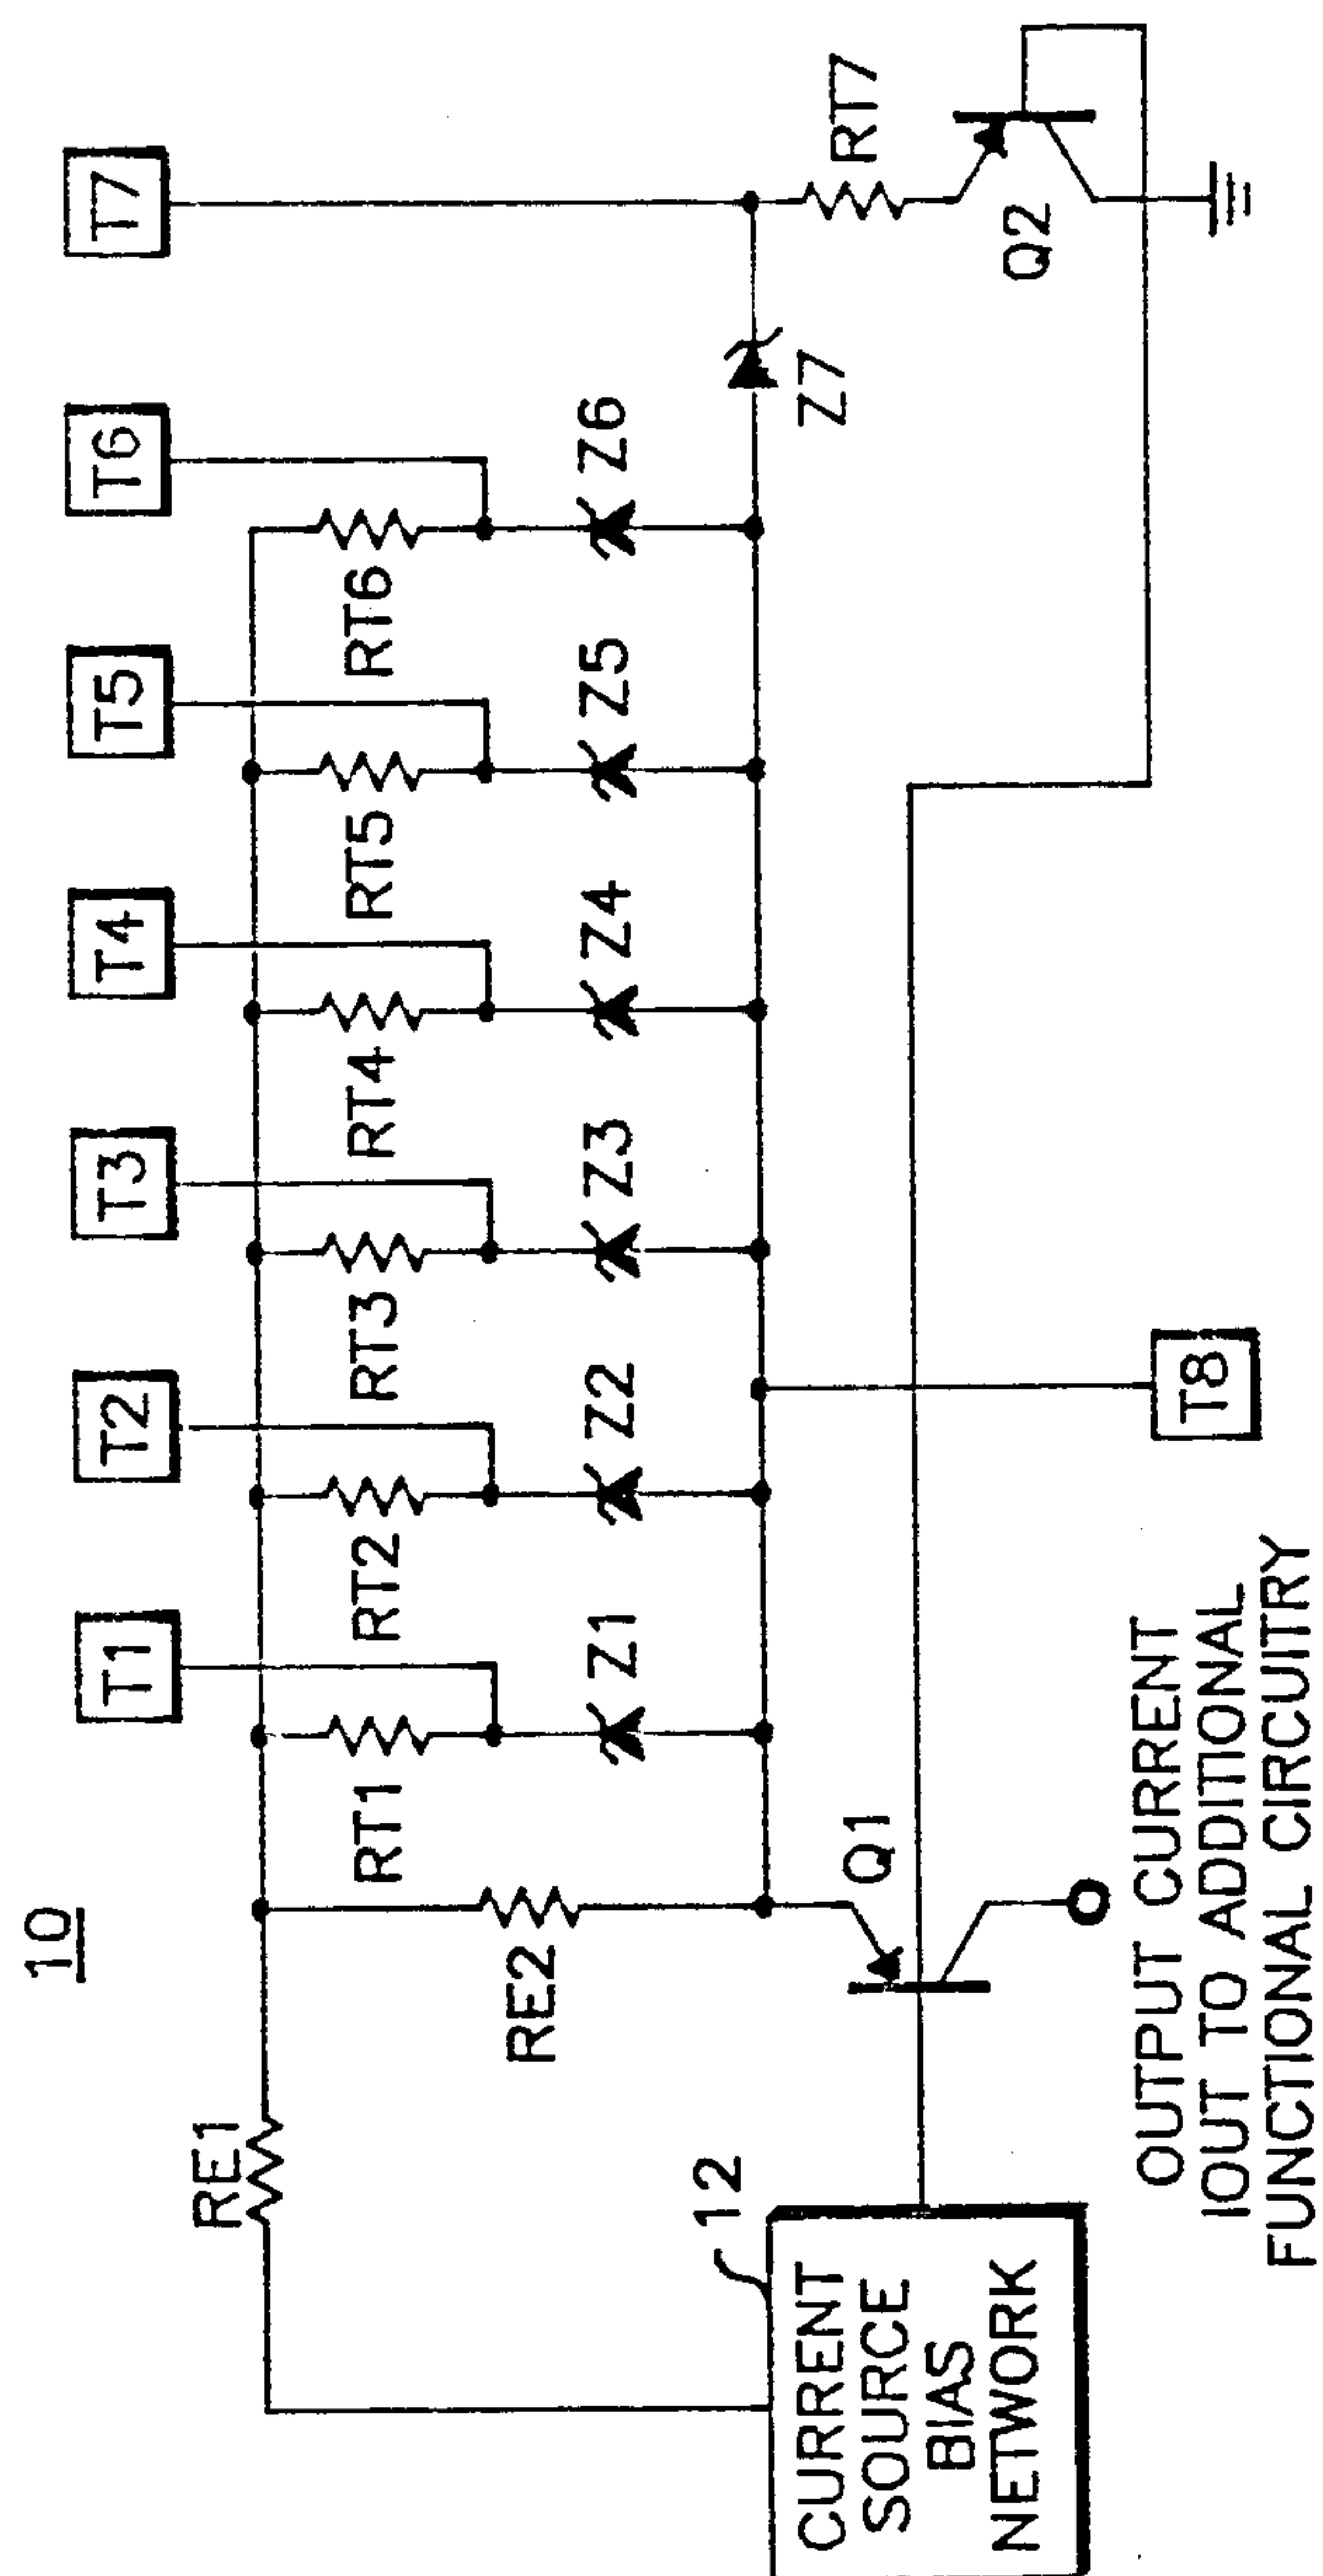 10
T1
T2
T3
T4
T5
T6
T7
RE1
RE2
RT1
RT2
RT3
RT4
RT5
RT6
RT7
Z1
Z2
Z3
Z4
Z5
Z6
Z7
Q1
Q2
12
CURRENT
SOURCE
BIAS
NETWORK
T8
OUTPUT CURRENT
IOUT TO ADDITIONAL
FUNCTIONAL CIRCUITRY